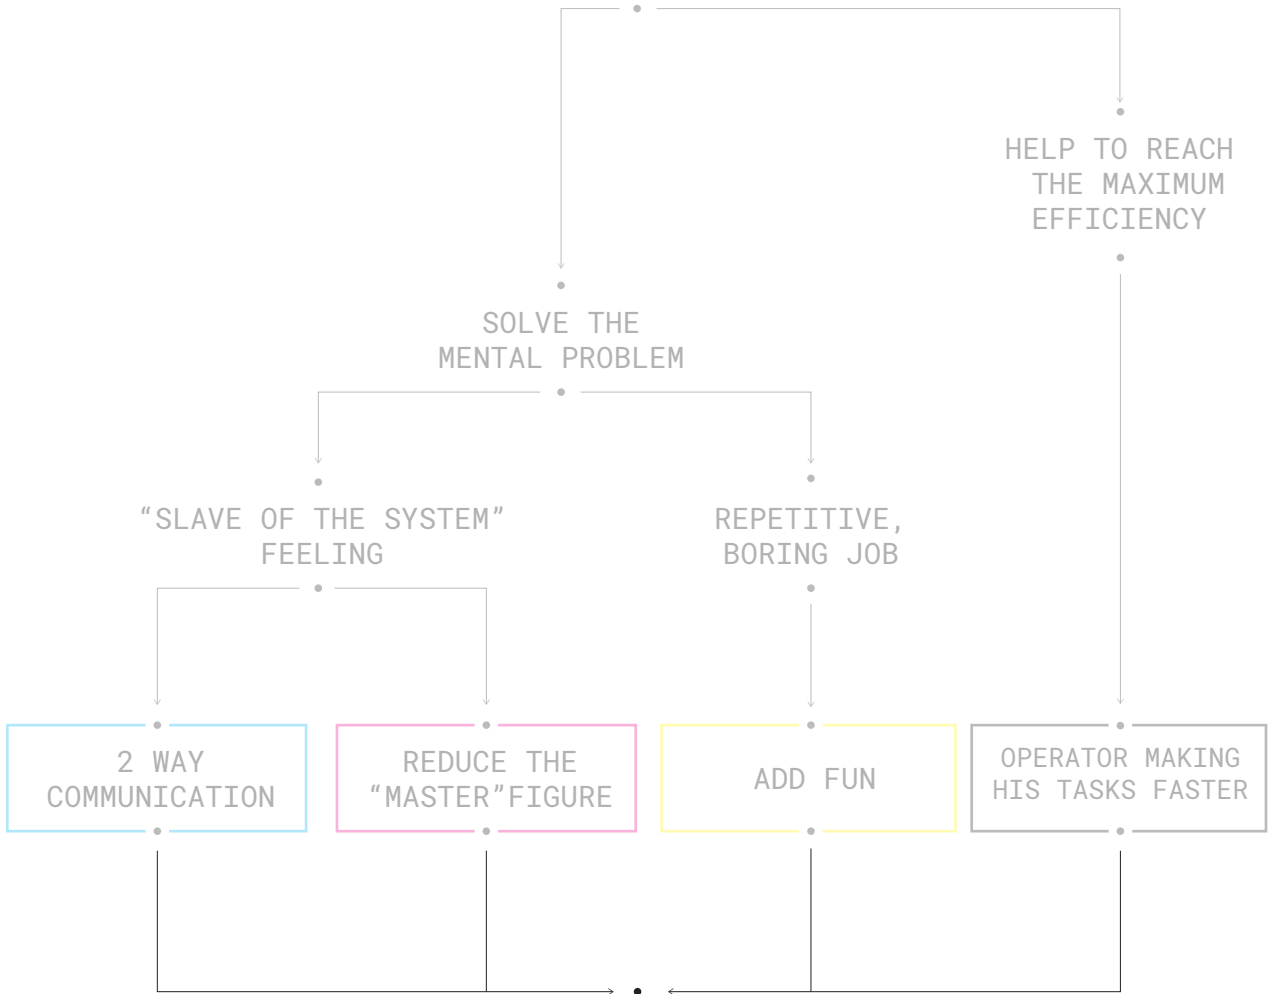 HELP TO REACH
THE MAXIMUM
EFFICIENCY
SOLVE THE
MENTAL PROBLEM
“SLAVE OF THE SYSTEM”
FEELING
REPETITIVE,
BORING JOB
2 WAY
COMMUNICATION
REDUCE THE
“MASTER”FIGURE
ADD FUN
OPERATOR MAKING
HIS TASKS FASTER